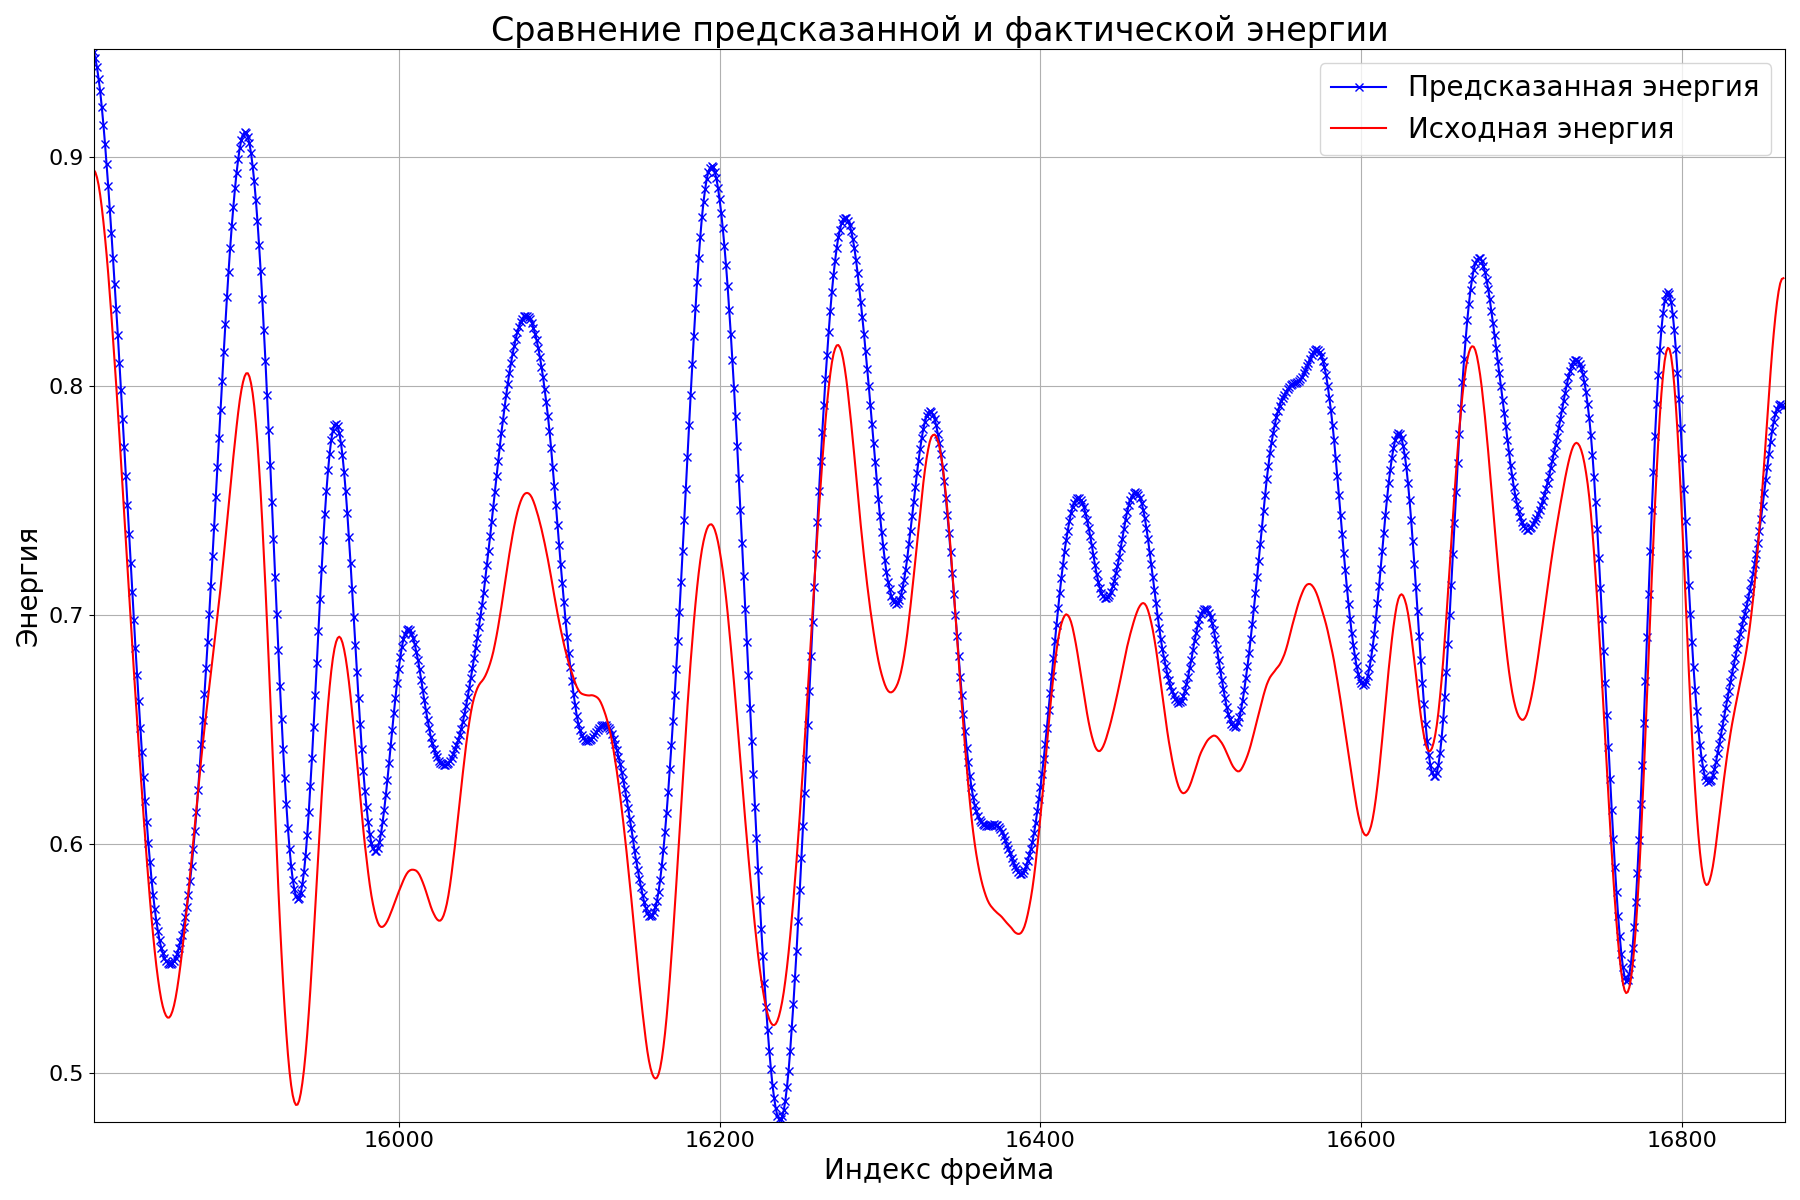 Сравнение предсказанной и фактической энергии
Предсказанная энергия
Исходная энергия
Энергия
0.9
0.8
0.7
0.6
0.5
16000 16200 16400 16600 16800
Индекс фрейма